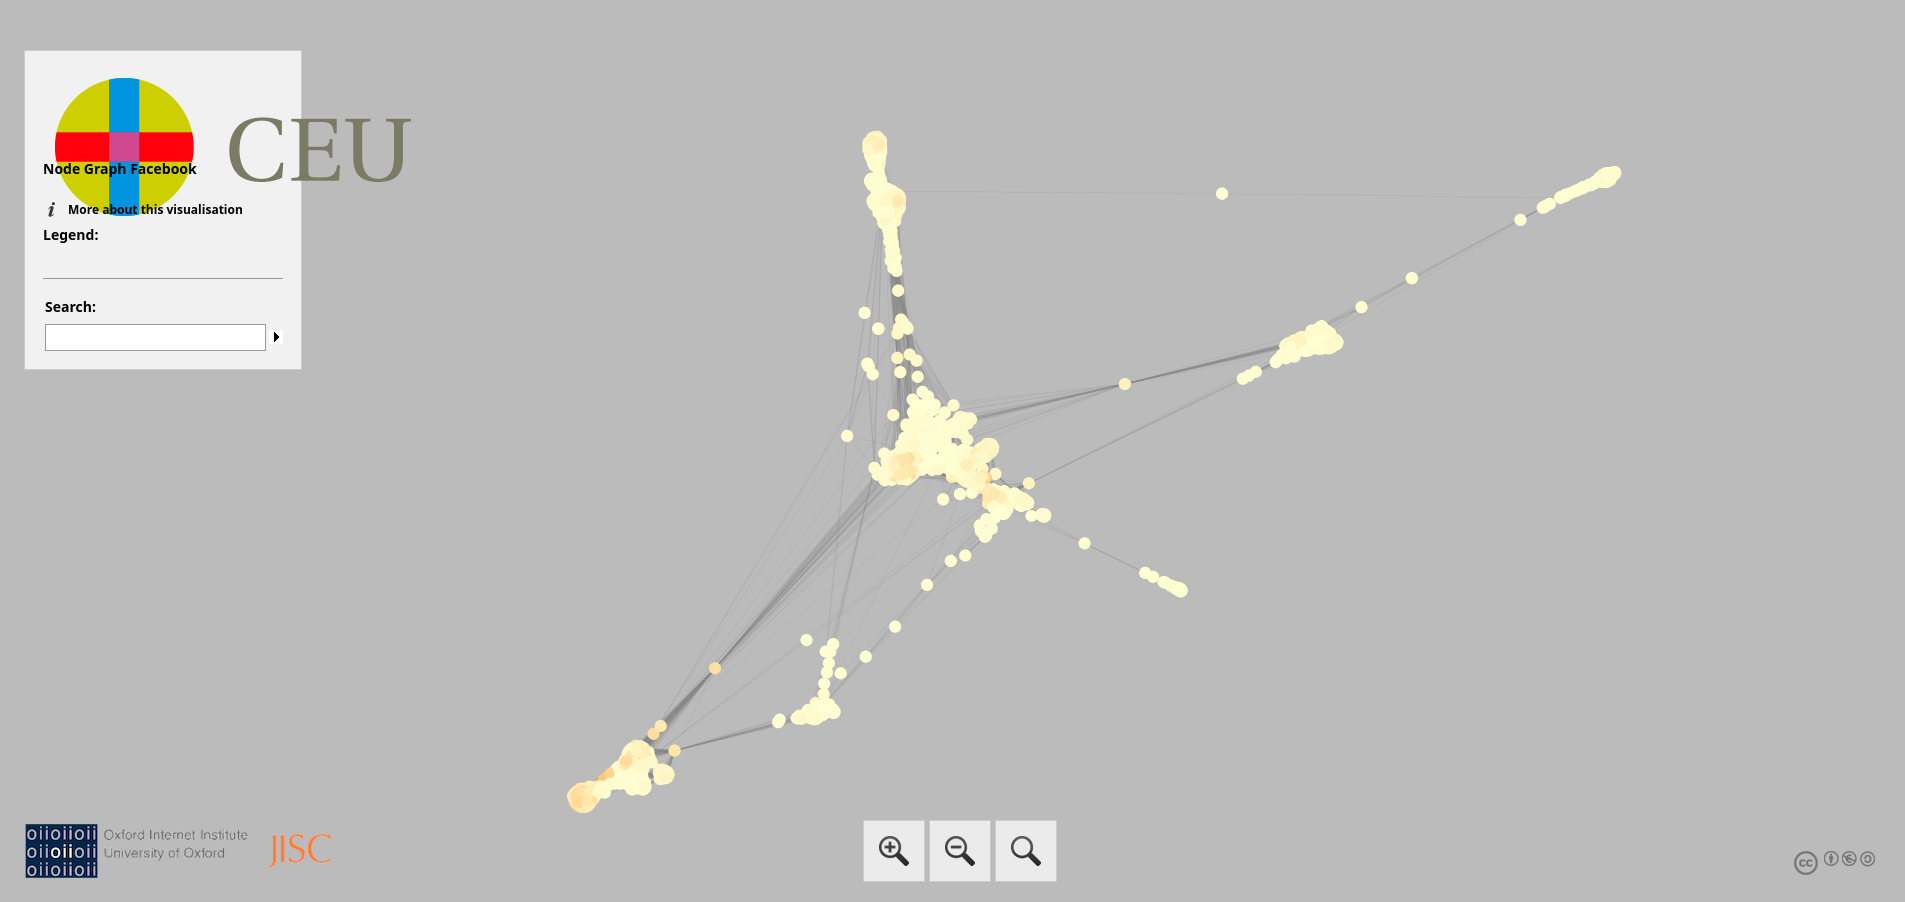 CEU
Node Graph Facebook
i More about this visualisation
Legend:
Search:
oiioiioii
oiioiioii
oiioiioii
Oxford Internet Institute
University of Oxford
JISC
cc